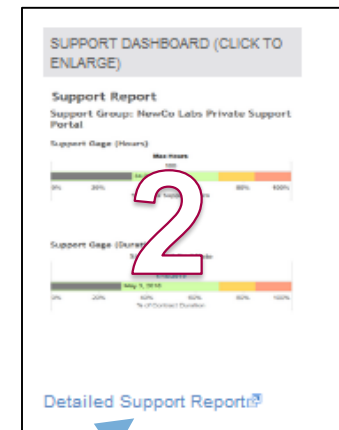 SUPPORT DASHBOARD (CLICK TO
ENLARGE)
Support Report
Support Group: NewCo Labs Private Support
Portal
Support Gage (Hours)
Max Hours
100
0% 20% 80% 100%
2
Support Gage
May 1, 2015
0% 20% 40% 60% 80% 100%
% of Contract Duration
Detailed Support Report